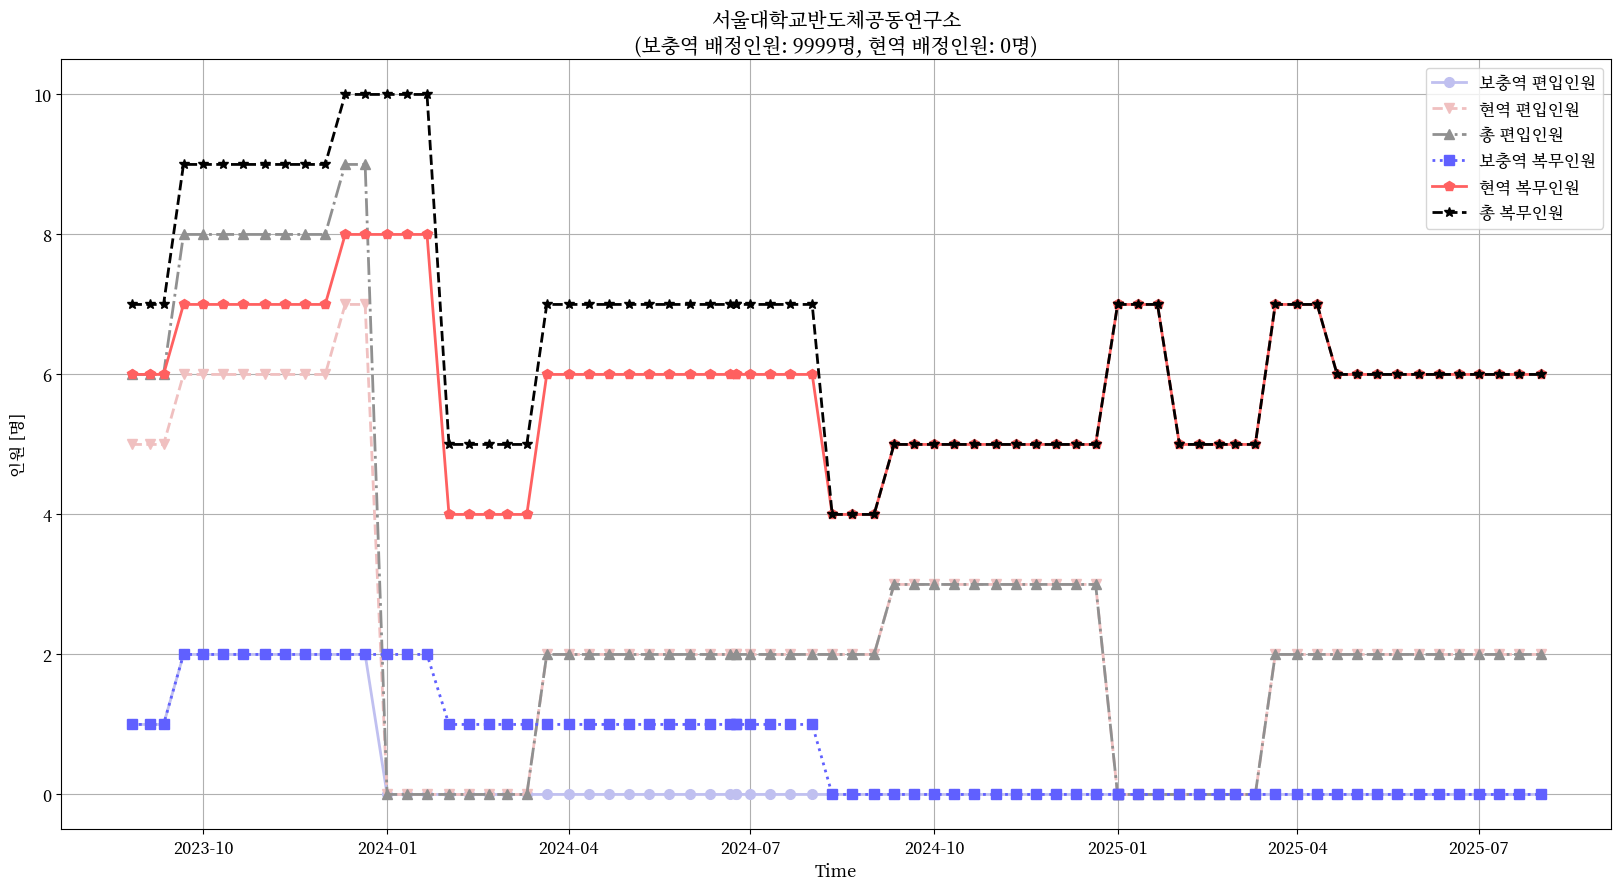 서울대학교반도체공동연구소
(보충역 배정인원: 9999명, 현역 배정인원: 0명)
보충역 편입인원
현역 편입인원
총 편입인원
보충역 복무인원
현역 복무인원
총 복무인원
인원 [명]
10
8
6
4
2
0
2023-10
2024-01
2024-04
2024-07
2024-10
2025-01
2025-04
2025-07
Time